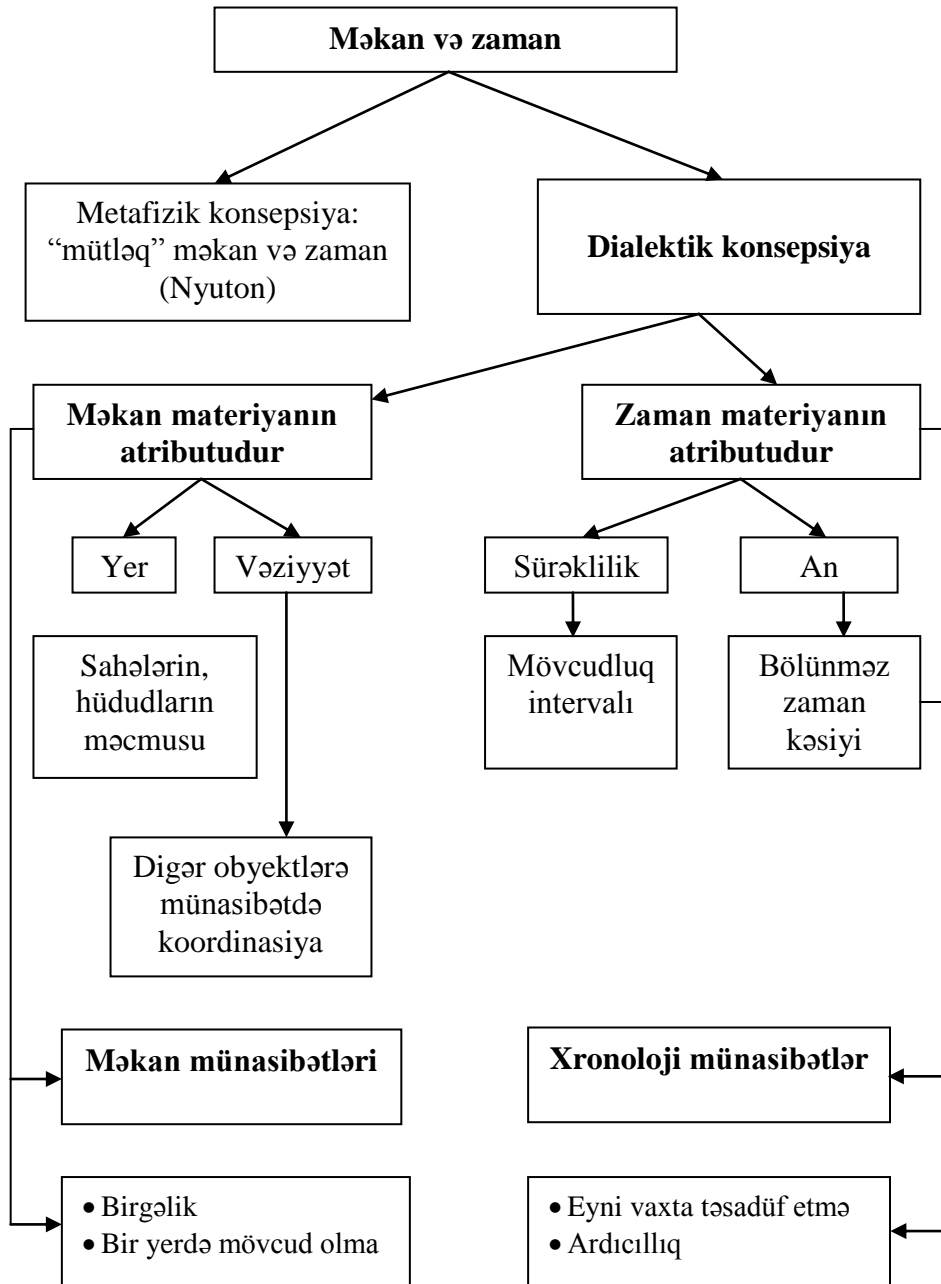 Məkan və zaman
Metafizik konsepsiya:
“mütləq” məkan və zaman
(Nyuton)
Dialektik konsepsiya
Məkan materiyanın
atributudur
Zaman materiyanın
atributudur
Yer
Vəziyyət
Sürəklilik
An
Sahələrin,
hüdudların
məcmusu
Mövcudluq
intervalı
Bölünməz
zaman
kəsiyi
Digər obyektlərə
münasibətdə
koordinasiya
Məkan münasibətləri
Xronoloji münasibətlər
• Birgəlik
• Bir yerdə mövcud olma
• Eyni vaxta təsadüf etmə
• Ardıcıllıq